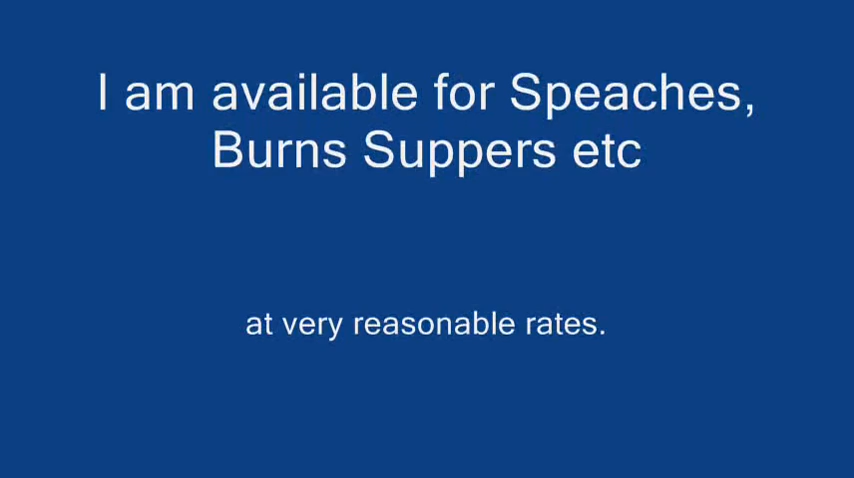 I am available for Speaches,
Burns Suppers etc
at very reasonable rates.